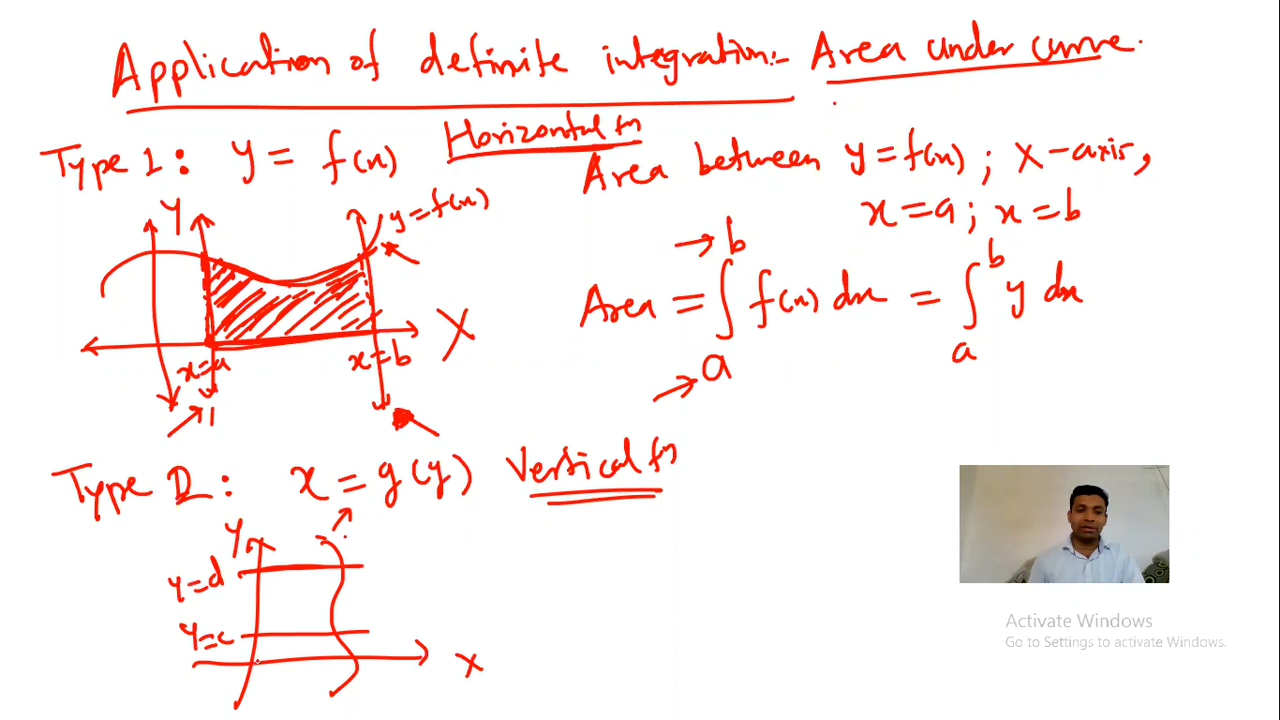 Application of definite integration:- Area under curve.
Type 1: y = f(x) Horizontal fn
Area between y = f(x); X-axis,
x = a; x = b
Y
y = f(x)
X
x = a
x = b
Area = ∫ₐᵇ f(x) dx = ∫ₐᵇ y dx
Type 2: x = g(y) Vertical fn
Y
Y = d
Y = c
X
Activate Windows
Go to Settings to activate Windows.